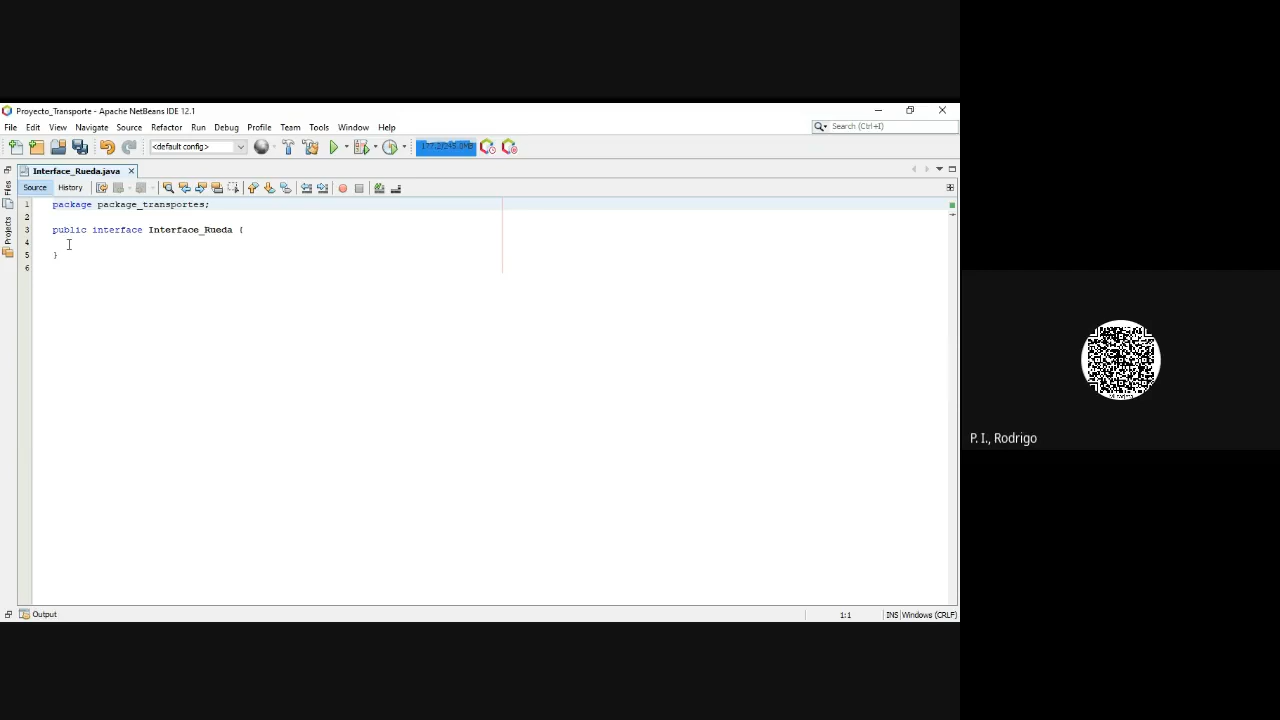 Proyecto_Transporte - Apache NetBeans IDE 12.1
File Edit View Navigate Source Refactor Run Debug Profile Team Tools Window Help
Search (Ctrl+I)
<default config>
Interface_Rueda.java
Source History
Files
Projects
1 package package_transportes;
2
3 public interface Interface_Rueda {
4
5 }
6
Output
1:1 INS Windows (CRLF)
P. I., Rodrigo